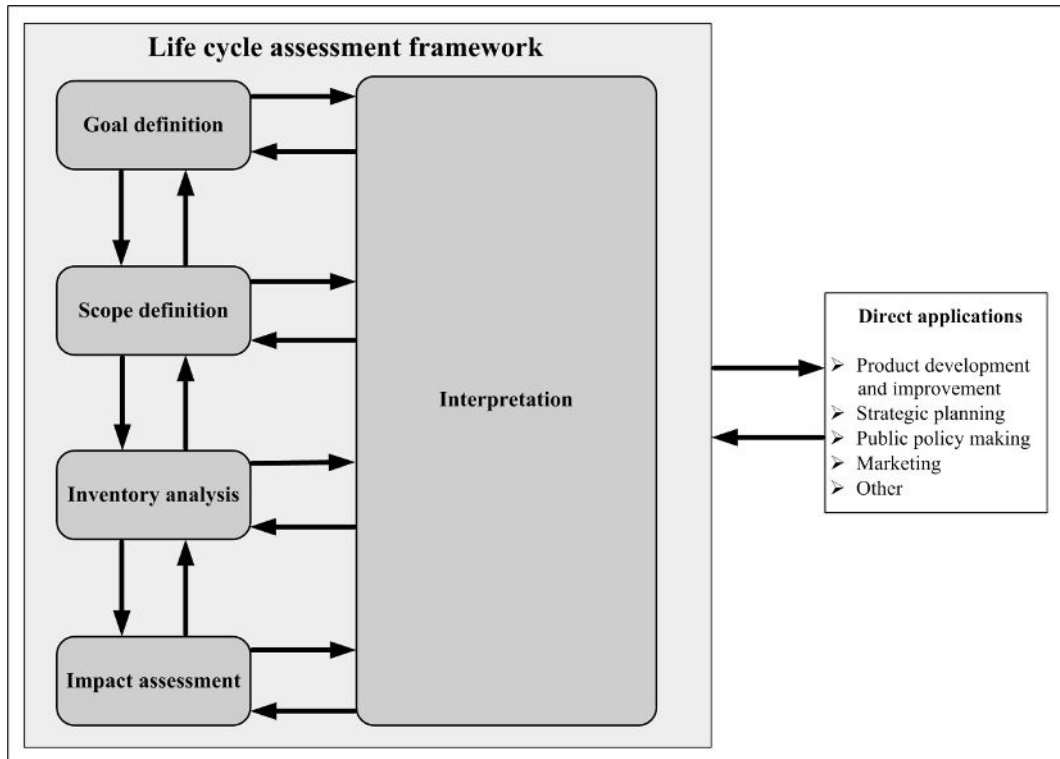 Life cycle assessment framework
Goal definition
Scope definition
Inventory analysis
Impact assessment
Interpretation
Direct applications
➢ Product development
and improvement
➢ Strategic planning
➢ Public policy making
➢ Marketing
➢ Other